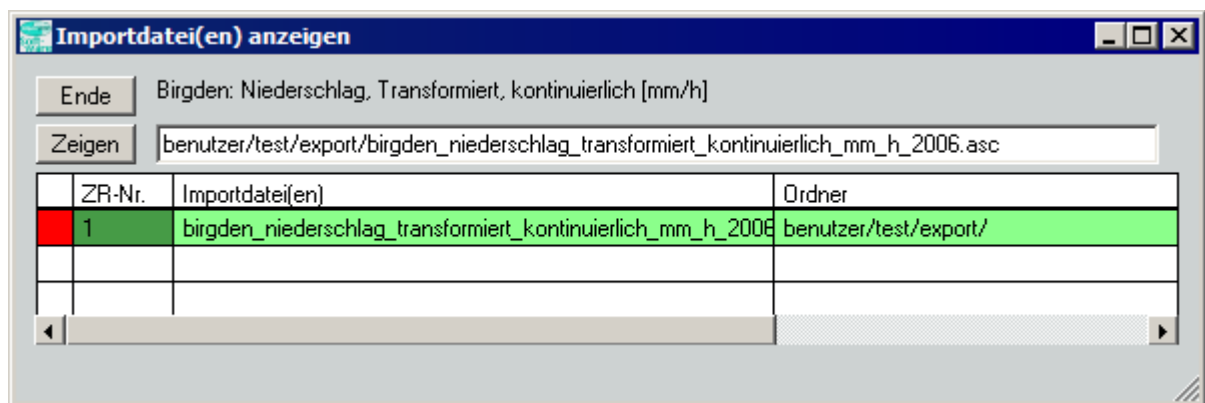 Importdatei(en) anzeigen
Ende Birgden: Niederschlag, Transformiert, kontinuierlich [mm/h]
Zeigen benutzer/test/export/birgden_niederschlag_transformiert_kontinuierlich_mm_h_2006.asc
ZR-Nr. Importdatei(en) Ordner
1 birgden_niederschlag_transformiert_kontinuierlich_mm_h_2006 benutzer/test/export/